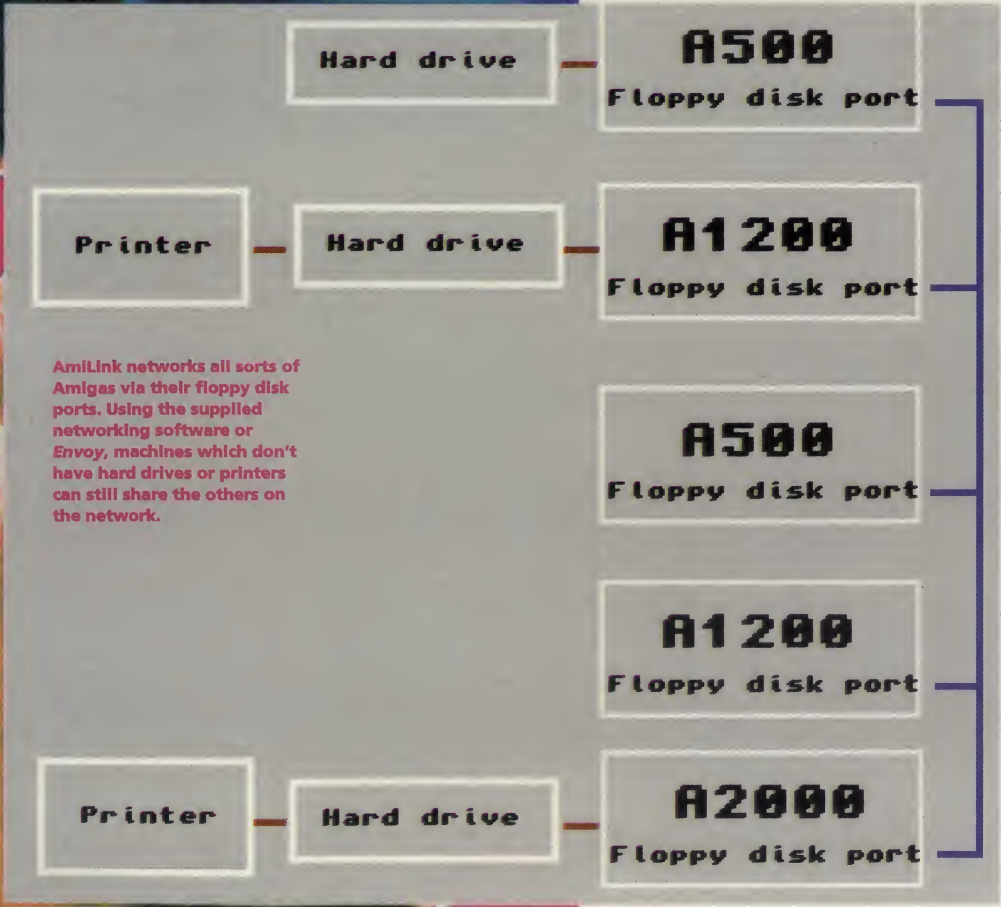 Hard drive
A500
Floppy disk port
Printer
Hard drive
A1200
Floppy disk port
AmiLink networks all sorts of
Amigas via their floppy disk
ports. Using the supplied
networking software or
Envoy, machines which don't
have hard drives or printers
can still share the others on
the network.
A500
Floppy disk port
A1200
Floppy disk port
Printer
Hard drive
A2000
Floppy disk port